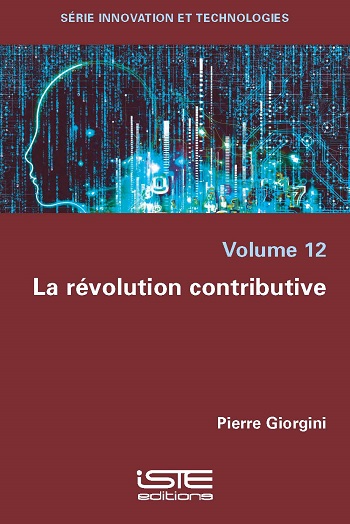 SÉRIE INNOVATION ET TECHNOLOGIES
Volume 12
La révolution contributive
Pierre Giorgini
iSTE
editions